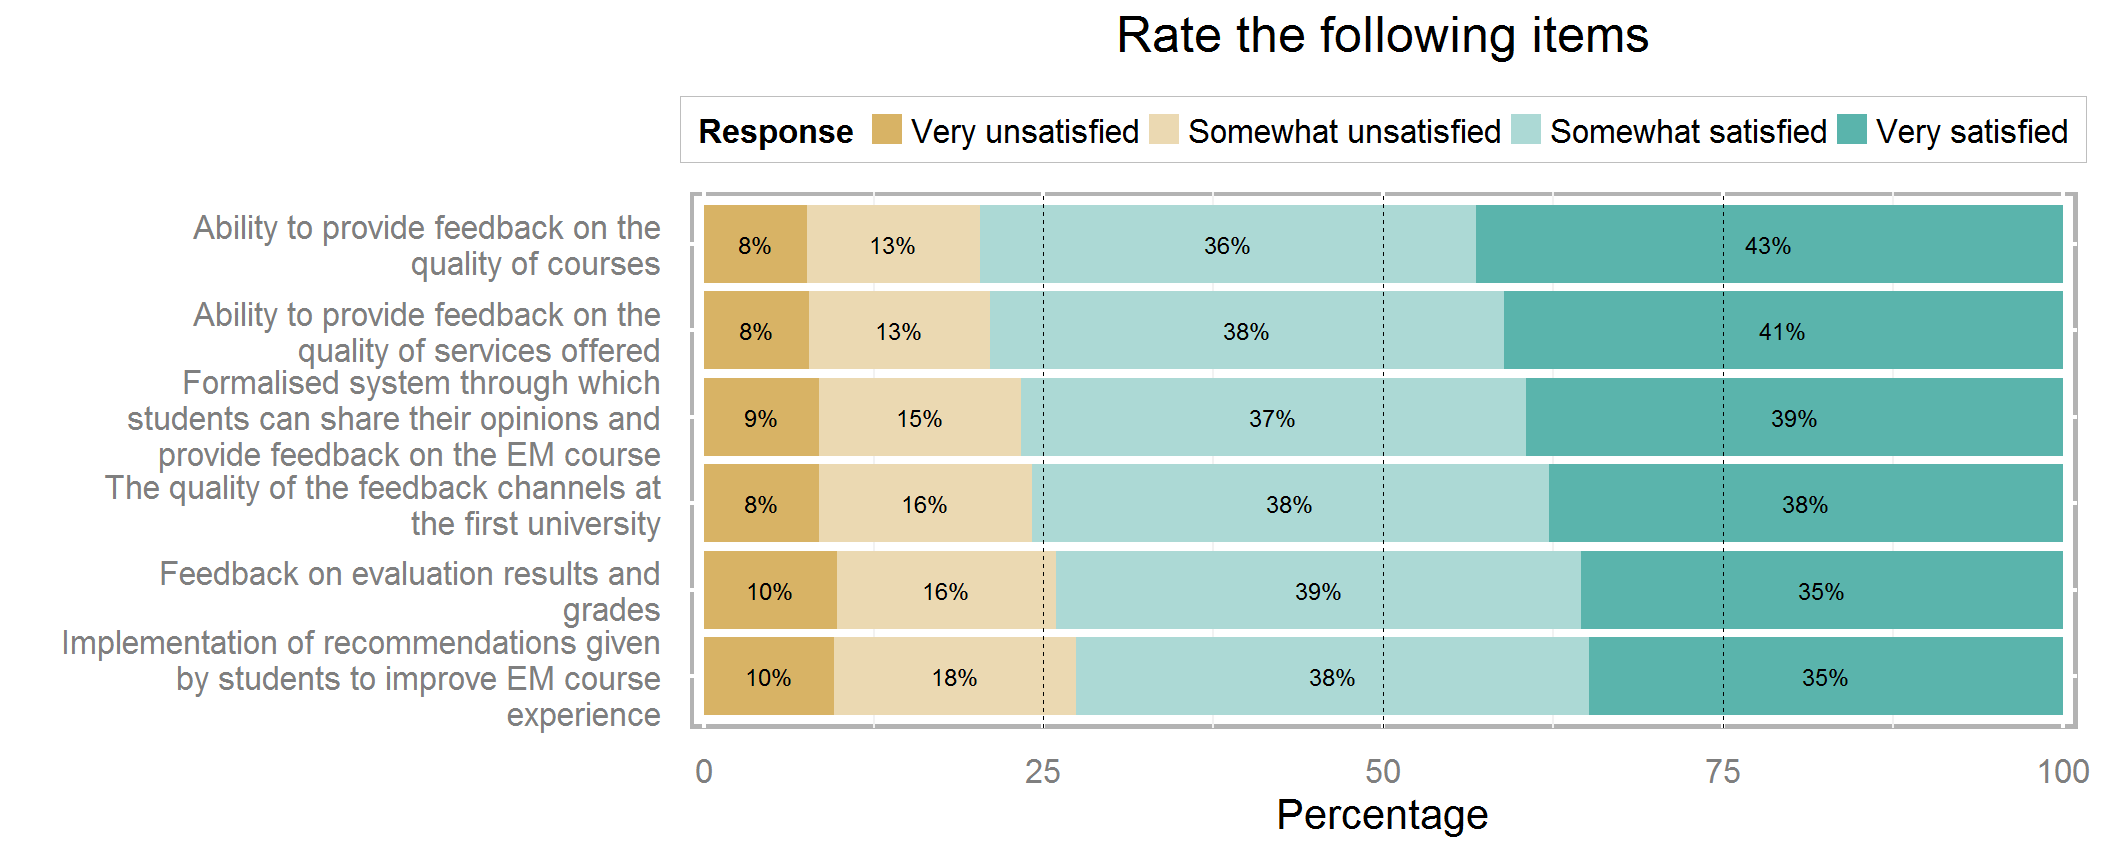 Rate the following items
Response Very unsatisfied Somewhat unsatisfied Somewhat satisfied Very satisfied
Ability to provide feedback on the
quality of courses
8% 13% 36% 43%
Ability to provide feedback on the
quality of services offered
8% 13% 38% 41%
Formalised system through which
students can share their opinions and
provide feedback on the EM course
9% 15% 37% 39%
The quality of the feedback channels at
the first university
8% 16% 38% 38%
Feedback on evaluation results and
grades
10% 16% 39% 35%
Implementation of recommendations given
by students to improve EM course
experience
10% 18% 38% 35%
0 25 50 75 100
Percentage